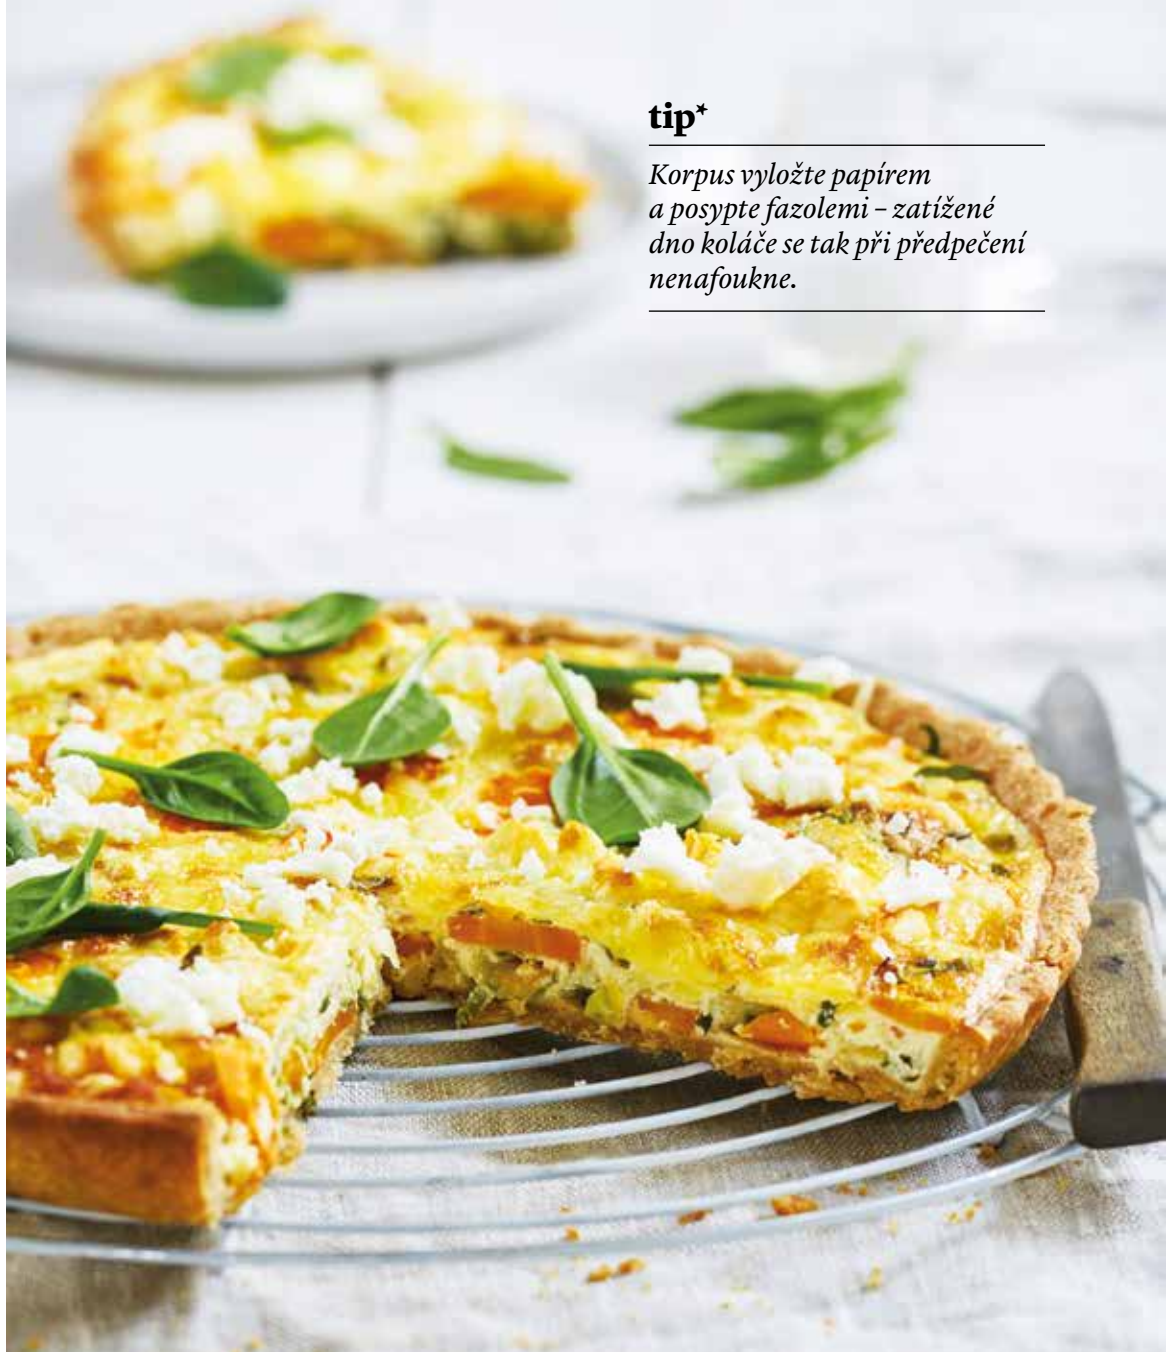 tip*
Korpus vyložte papírem
a posypte fazolemi – zatížené
dno koláče se tak při předpečení
nenafoukne.